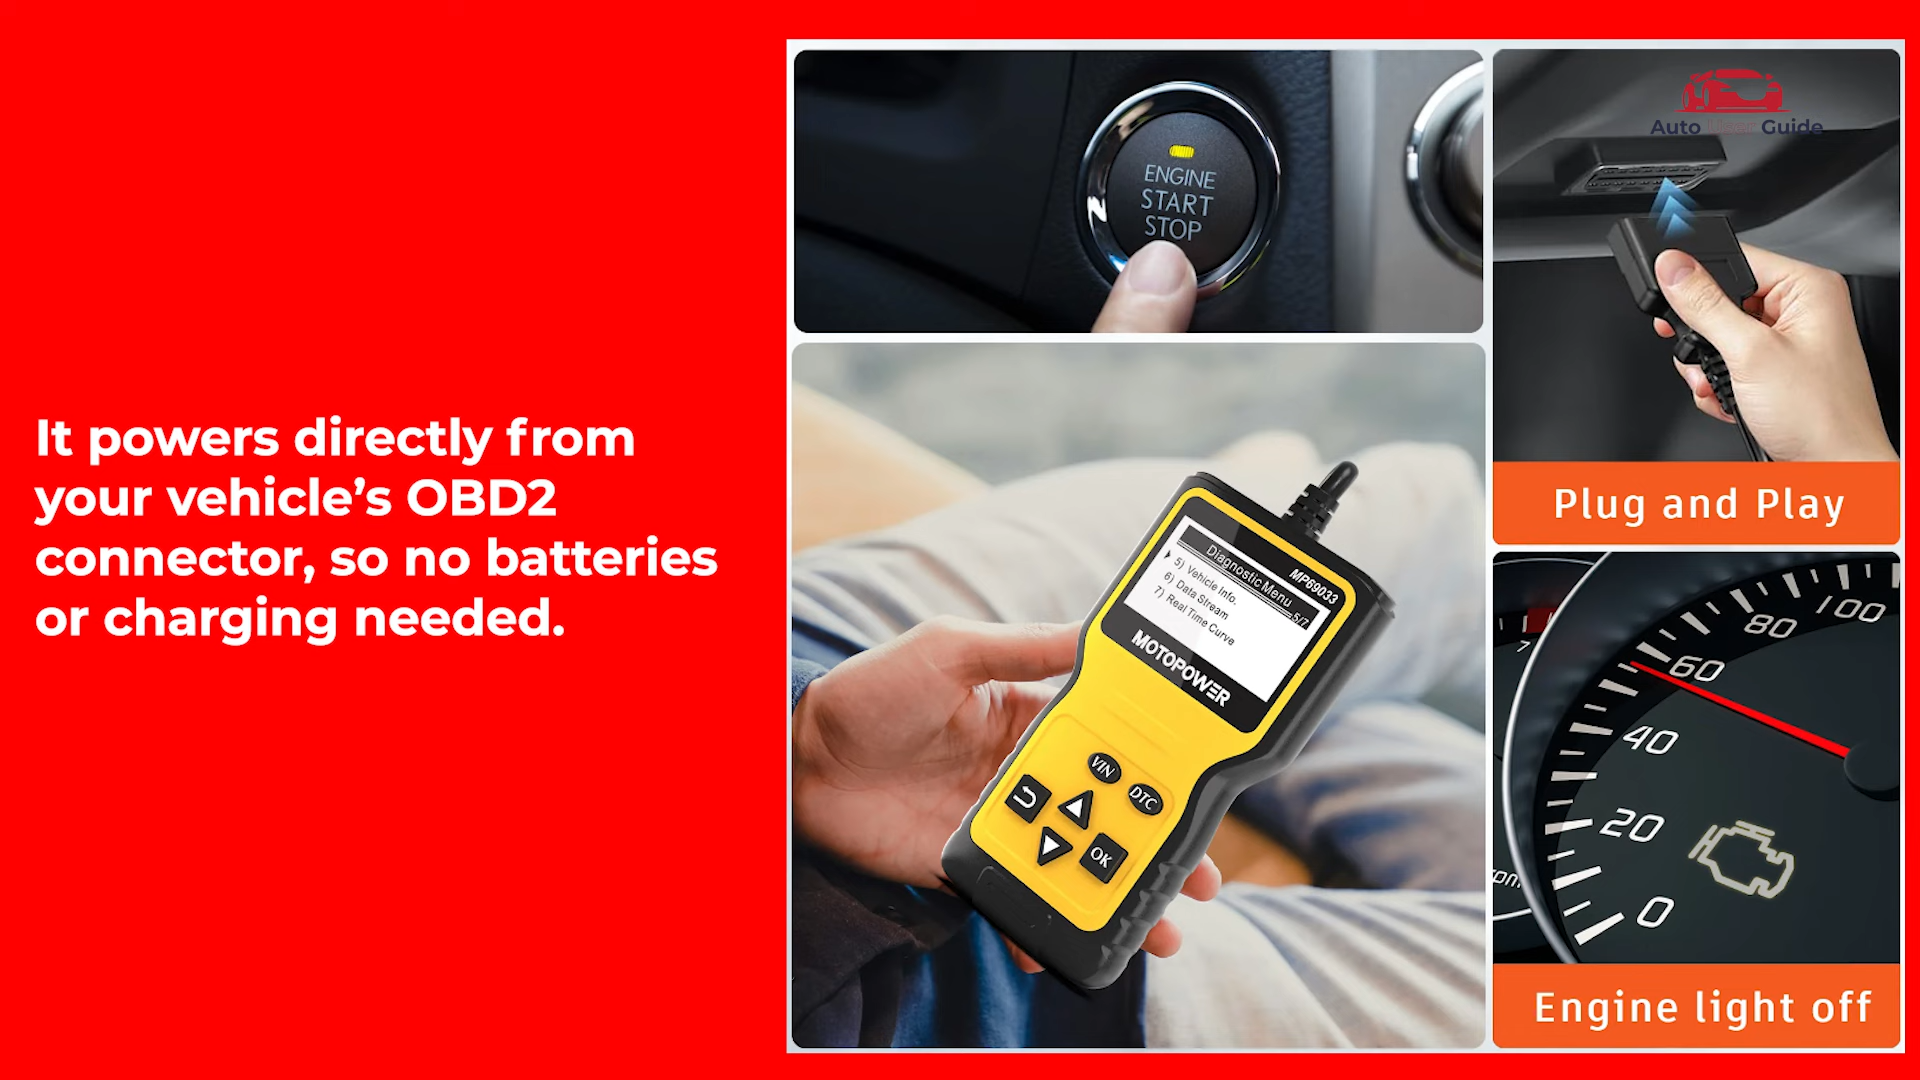 It powers directly from
your vehicle’s OBD2
connector, so no batteries
or charging needed.
ENGINE
START
STOP
Auto Guide
Plug and Play
MP69033
Diagnostic Menu 5/7
5) Vehicle Info.
6) Data Stream
7) Real Time Curve
MOTOPOWER
VIN
DTC
OK
7
100
80
60
40
20
0
Engine light off